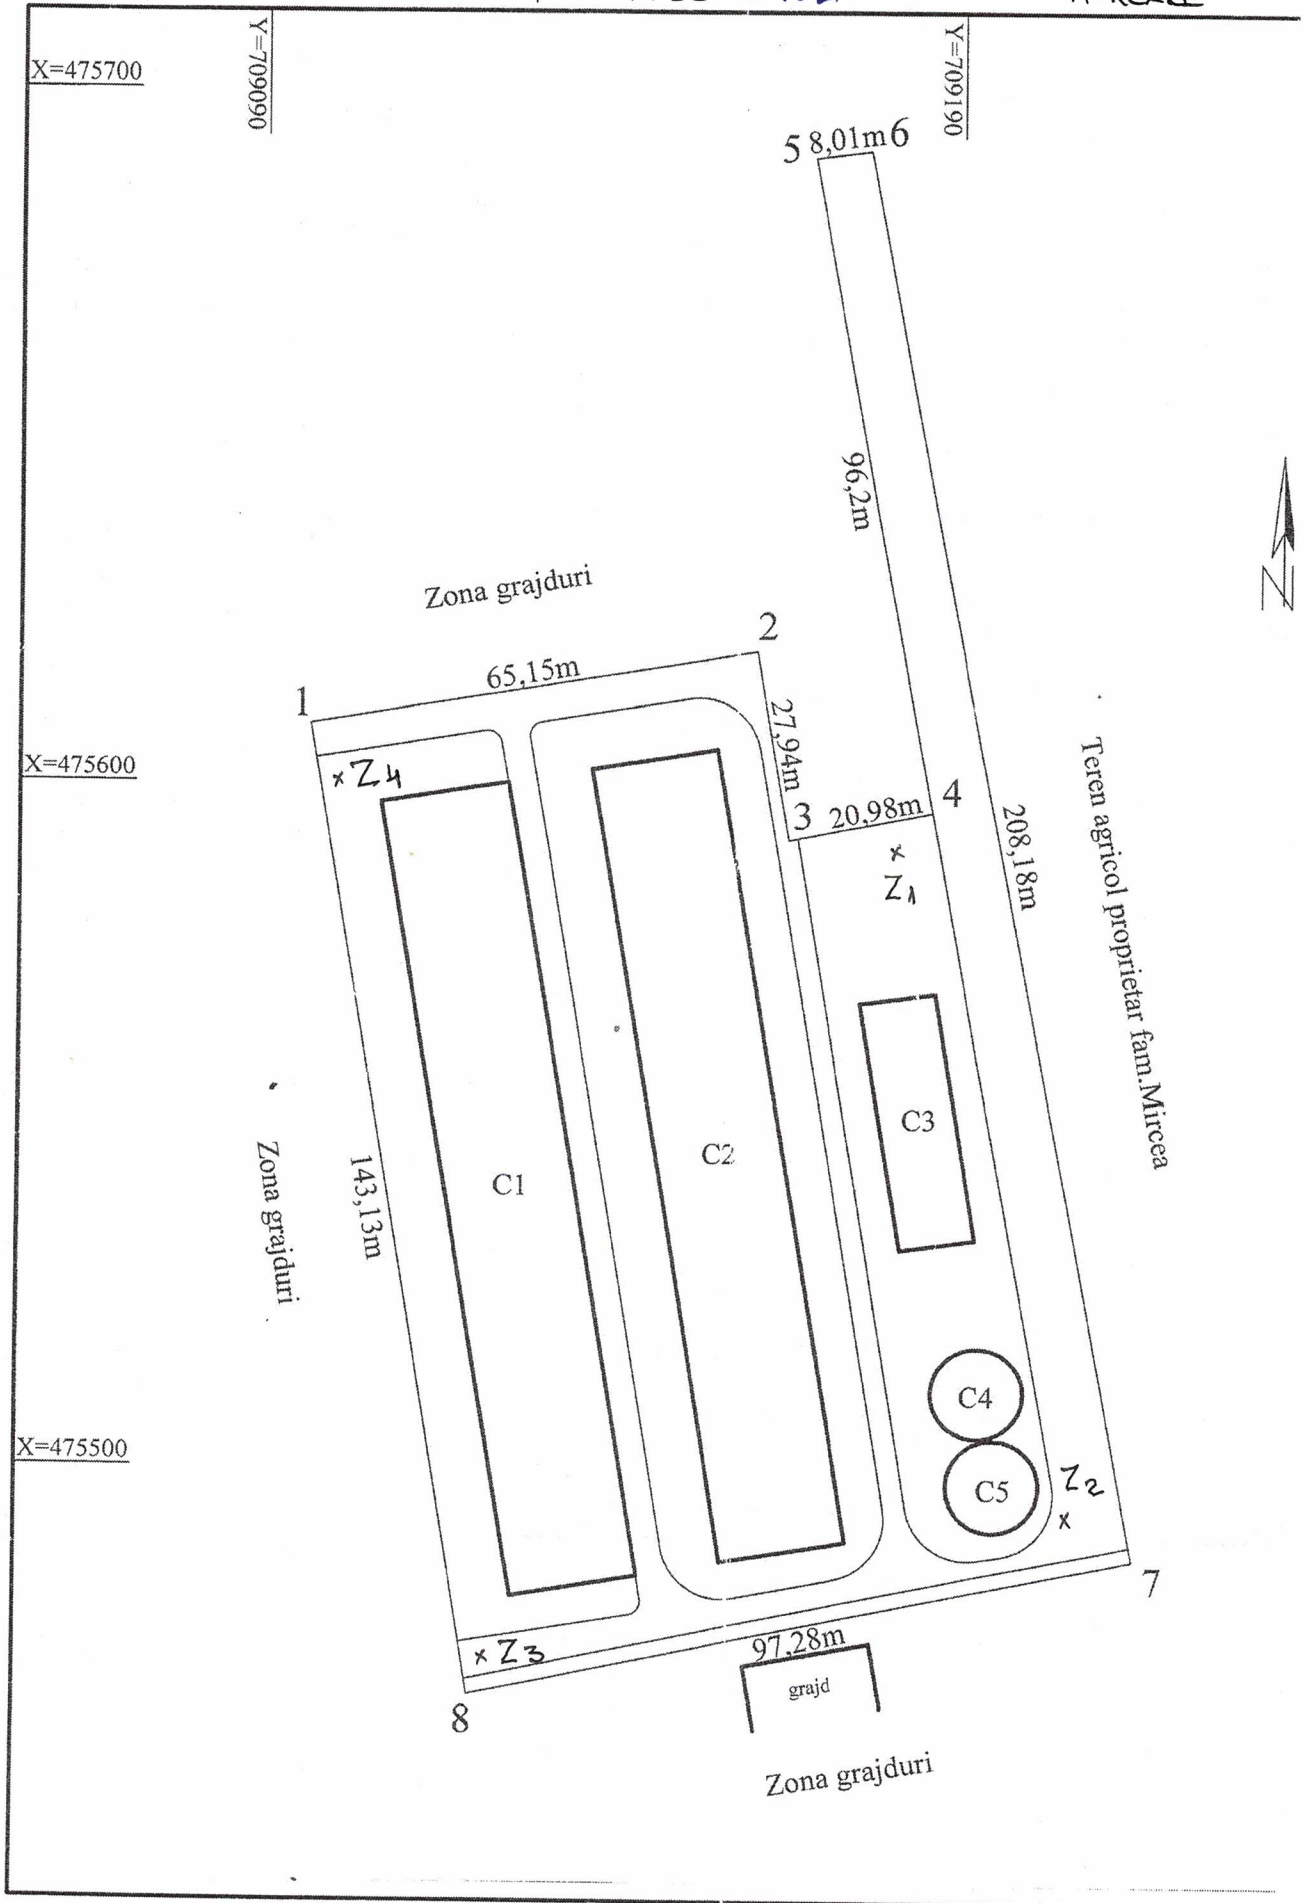 X=475700
Y=709090
Y=709190
5 8,01m 6
96,2m
Zona grajduri
N
2
65,15m
1
27,94m
X=475600
x Z4
4
20,98m
3
208,18m
Teren agricol proprietar fam.Mircea
x
Z1
C3
C2
C1
143,13m
Zona grajduri
C4
X=475500
Z2
C5
x
7
97,28m
x Z3
grajd
8
Zona grajduri